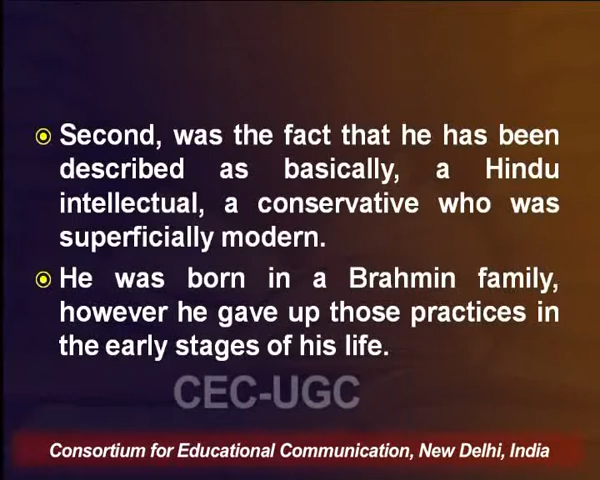 Second, was the fact that he has been
described as basically, a Hindu
intellectual, a conservative who was
superficially modern.
He was born in a Brahmin family,
however he gave up those practices in
the early stages of his life.
CEC-UGC
Consortium for Educational Communication, New Delhi, India